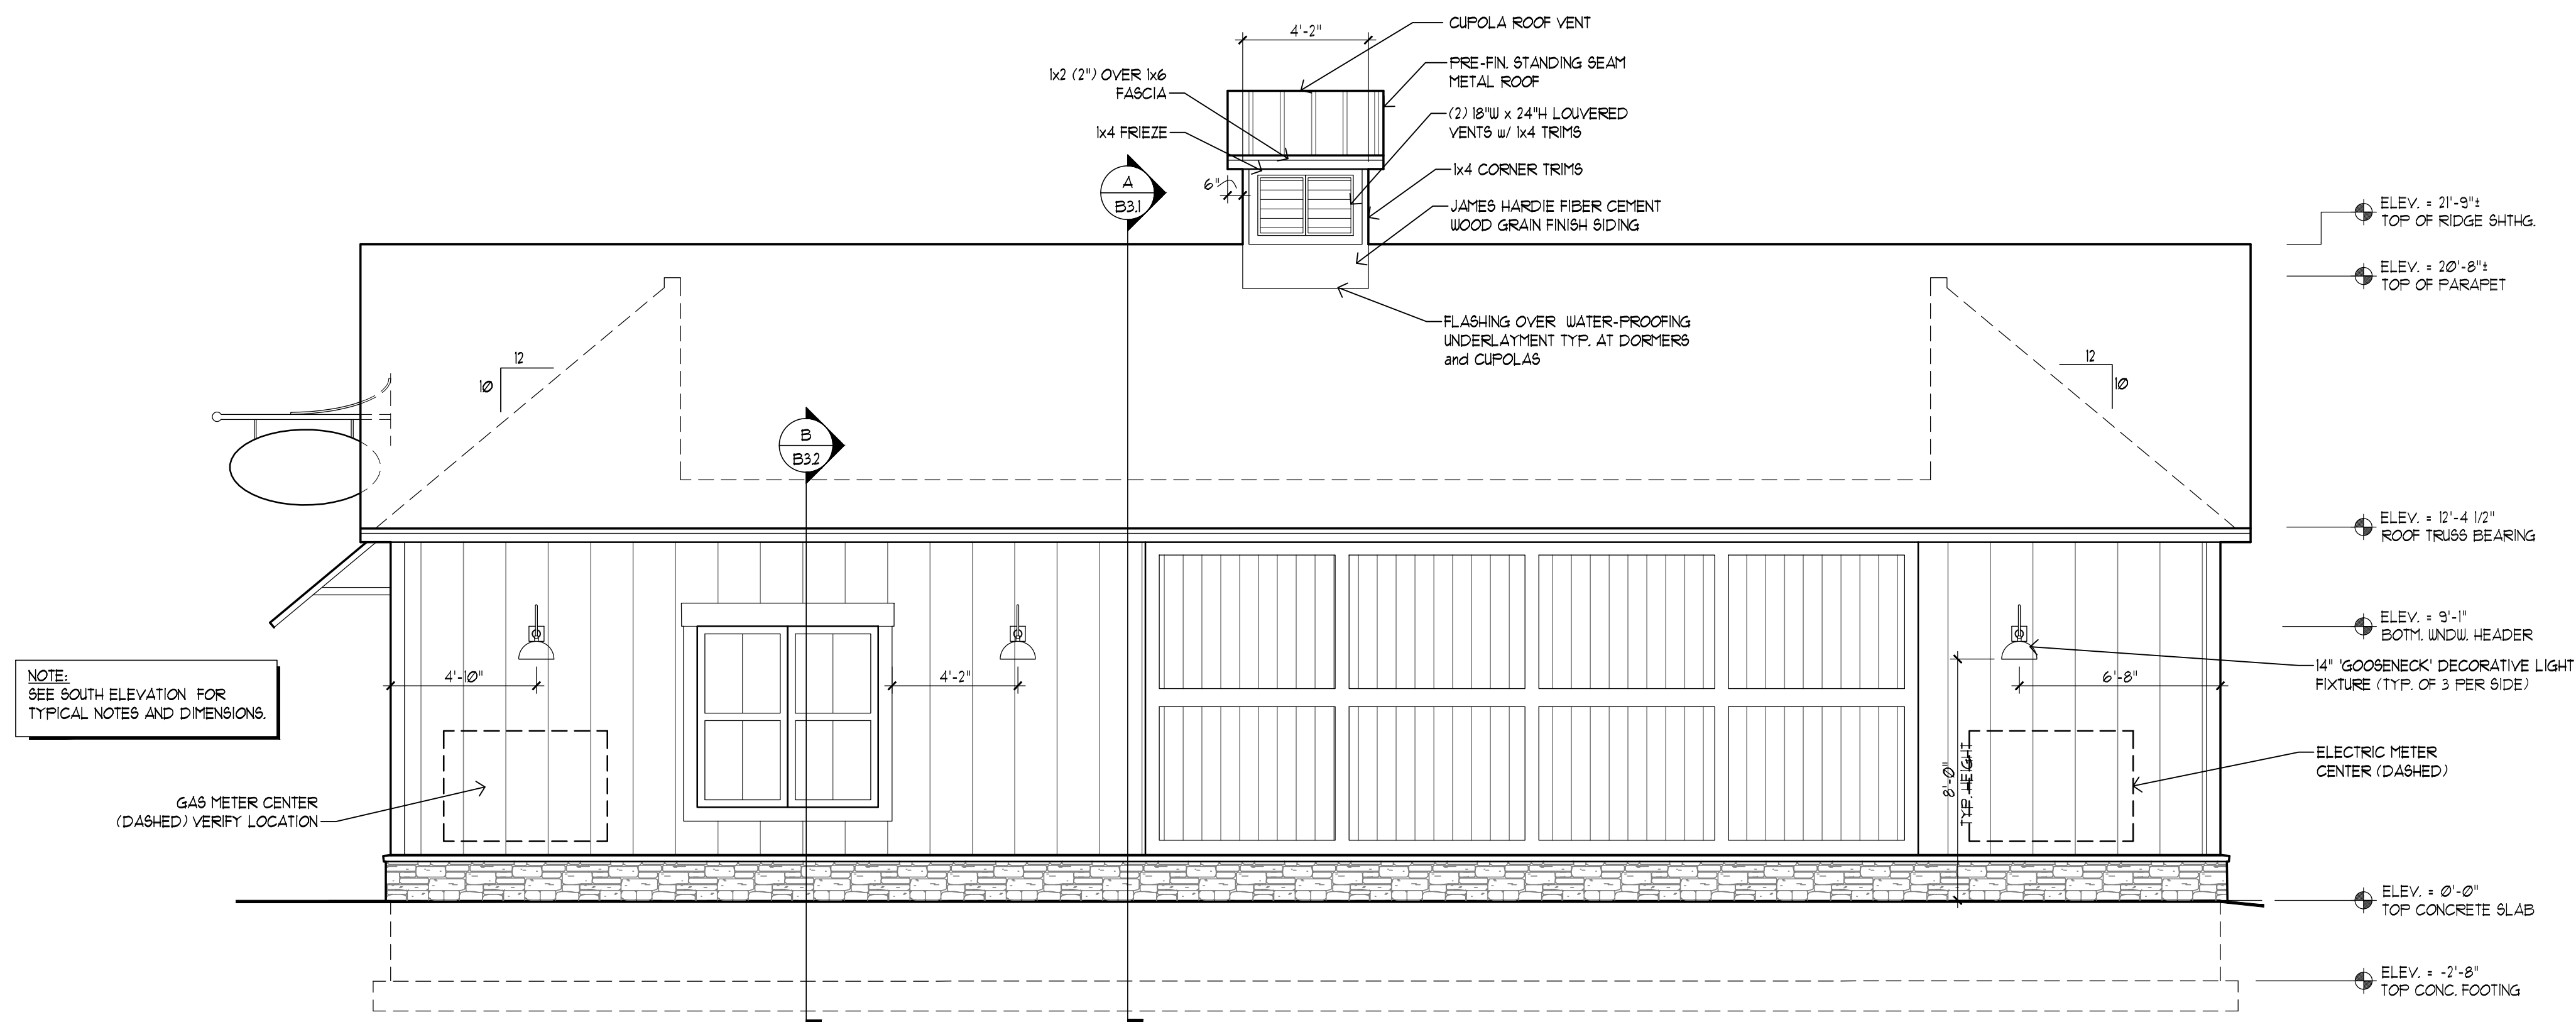 4'-2"
CUPOLA ROOF VENT
PRE-FIN. STANDING SEAM
METAL ROOF
1x2 (2") OVER 1x6
FASCIA
(2) 18"W x 24"H LOUVERED
VENTS w/ 1x4 TRIMS
1x4 FRIEZE
1x4 CORNER TRIMS
A
B3.1
6"
JAMES HARDIE FIBER CEMENT
WOOD GRAIN FINISH SIDING
ELEV. = 21'-9"±
TOP OF RIDGE SHTHG.
ELEV. = 20'-8"±
TOP OF PARAPET
FLASHING OVER WATER-PROOFING
UNDERLAYMENT TYP. AT DORMERS
and CUPOLAS
12
10
12
10
B
B3.2
ELEV. = 12'-4 1/2"
ROOF TRUSS BEARING
ELEV. = 9'-1"
BOTM. WNDW. HEADER
14" 'GOOSENECK' DECORATIVE LIGHT
FIXTURE (TYP. OF 3 PER SIDE)
4'-10"
4'-2"
6'-8"
NOTE:
SEE SOUTH ELEVATION FOR
TYPICAL NOTES AND DIMENSIONS.
8'-0"
TYP. HEIGHT
ELECTRIC METER
CENTER (DASHED)
GAS METER CENTER
(DASHED) VERIFY LOCATION
ELEV. = 0'-0"
TOP CONCRETE SLAB
ELEV. = -2'-8"
TOP CONC. FOOTING